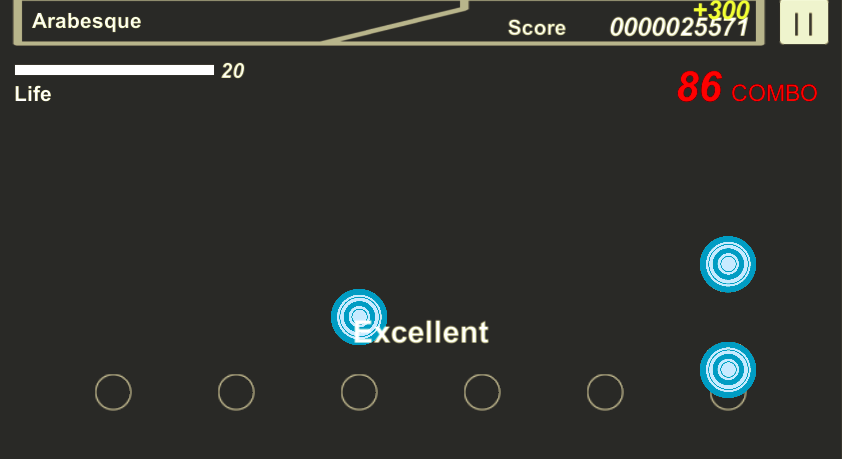 Arabesque
+300
Score 0000025571
20
Life
86 COMBO
Excellent